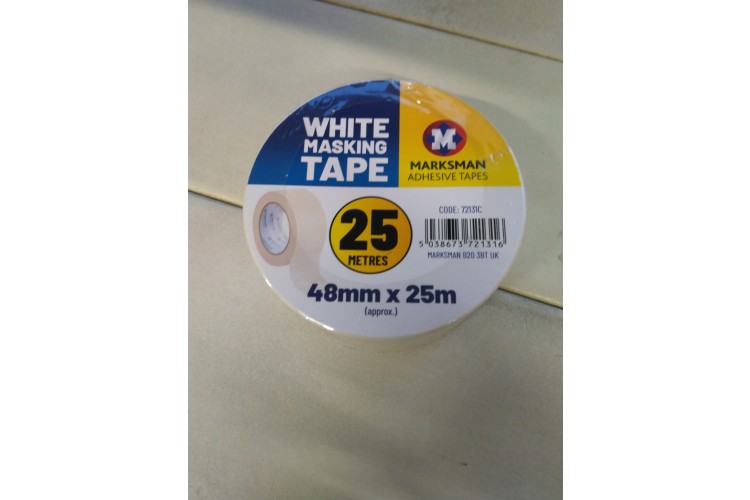 WHITE
MASKING
TAPE
M
MARKSMAN
ADHESIVE TAPES
25
METRES
CODE: 72131C
5 038673 721316
MARKSMAN B20 3BT UK
48mm x 25m
(approx.)